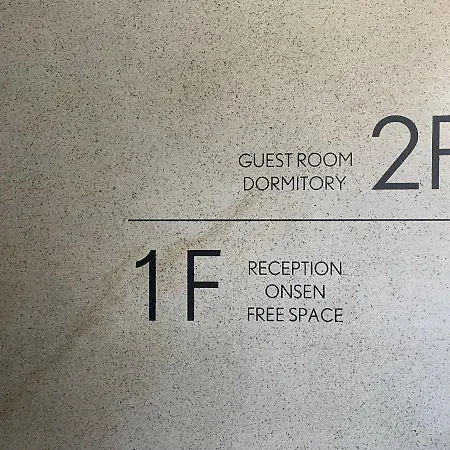 GUEST ROOM
DORMITORY
2F
1F
RECEPTION
ONSEN
FREE SPACE